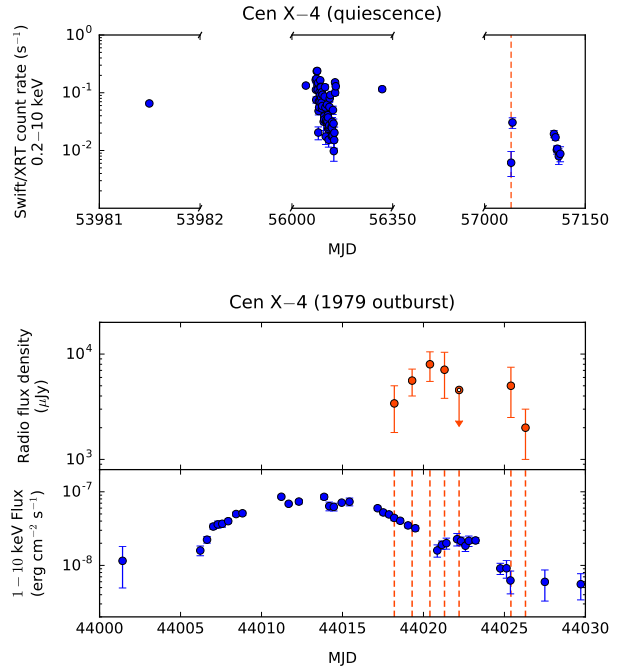 Cen X−4 (quiescence)
Swift/XRT count rate (s⁻¹)
0.2−10 keV
10⁰
10⁻¹
10⁻²
53981 53982 56000 56350 57000 57150
MJD
Cen X−4 (1979 outburst)
Radio flux density
(μJy)
10⁴
10³
1−10 keV Flux
(erg cm⁻² s⁻¹)
10⁻⁷
10⁻⁸
44000 44005 44010 44015 44020 44025 44030
MJD